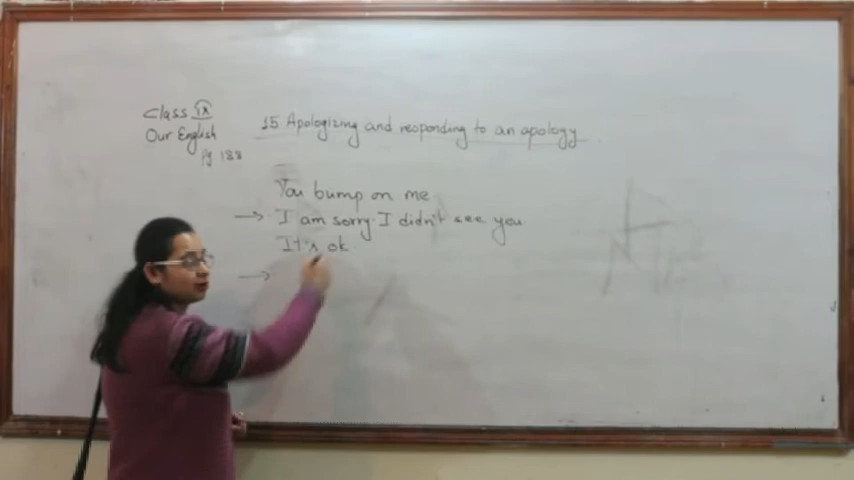 Class IX
Our English
Pg 188
15 Apologizing and responding to an apology
You bump on me
→ I am sorry. I didn't see you
It's ok
→